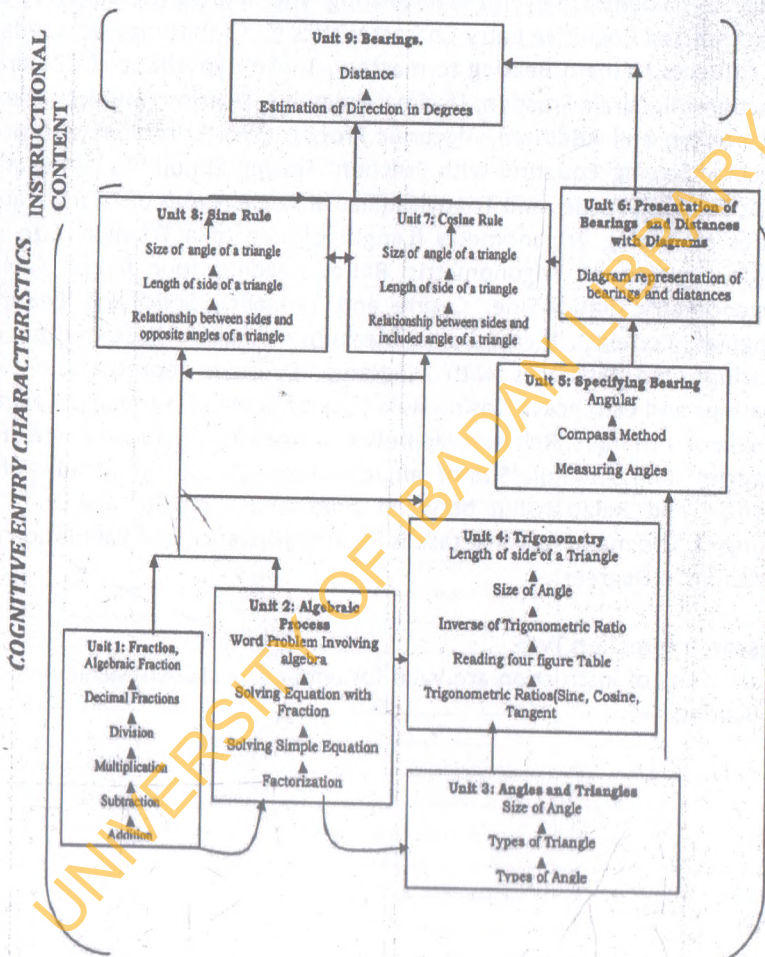 INSTRUCTIONAL
CONTENT
COGNITIVE ENTRY CHARACTERISTICS
Unit 9: Bearings.
Distance
Estimation of Direction in Degrees
Unit 8: Sine Rule
Size of angle of a triangle
Length of side of a triangle
Relationship between sides and
opposite angles of a triangle
Unit 7: Cosine Rule
Size of angle of a triangle
Length of side of a triangle
Relationship between sides and
included angle of a triangle
Unit 6: Presentation of
Bearings and Distances
with Diagrams
Diagram representation of
bearings and diatances
Unit 5: Specifying Bearing
Angular
Compass Method
Measuring Angles
Unit 4: Trigonometry
Length of side of a Triangle
Size of Angle
Inverse of Trigonometric Ratio
Reading four figure Table
Trigonometric Ratios(Sine, Cosine,
Tangent
Unit 2: Algebraic
Process
Word Problem Involving
algebra
Solving Equation with
Fraction
Solving Simple Equation
Factorization
Unit 1: Fraction,
Algebraic Fraction
Decimal Fractions
Division
Multiplication
Subtraction
Addition
Unit 3: Angles and Triangles
Size of Angle
Types of Triangle
Types of Angle
UNIVERSITY OF IBADAN LIBRARY